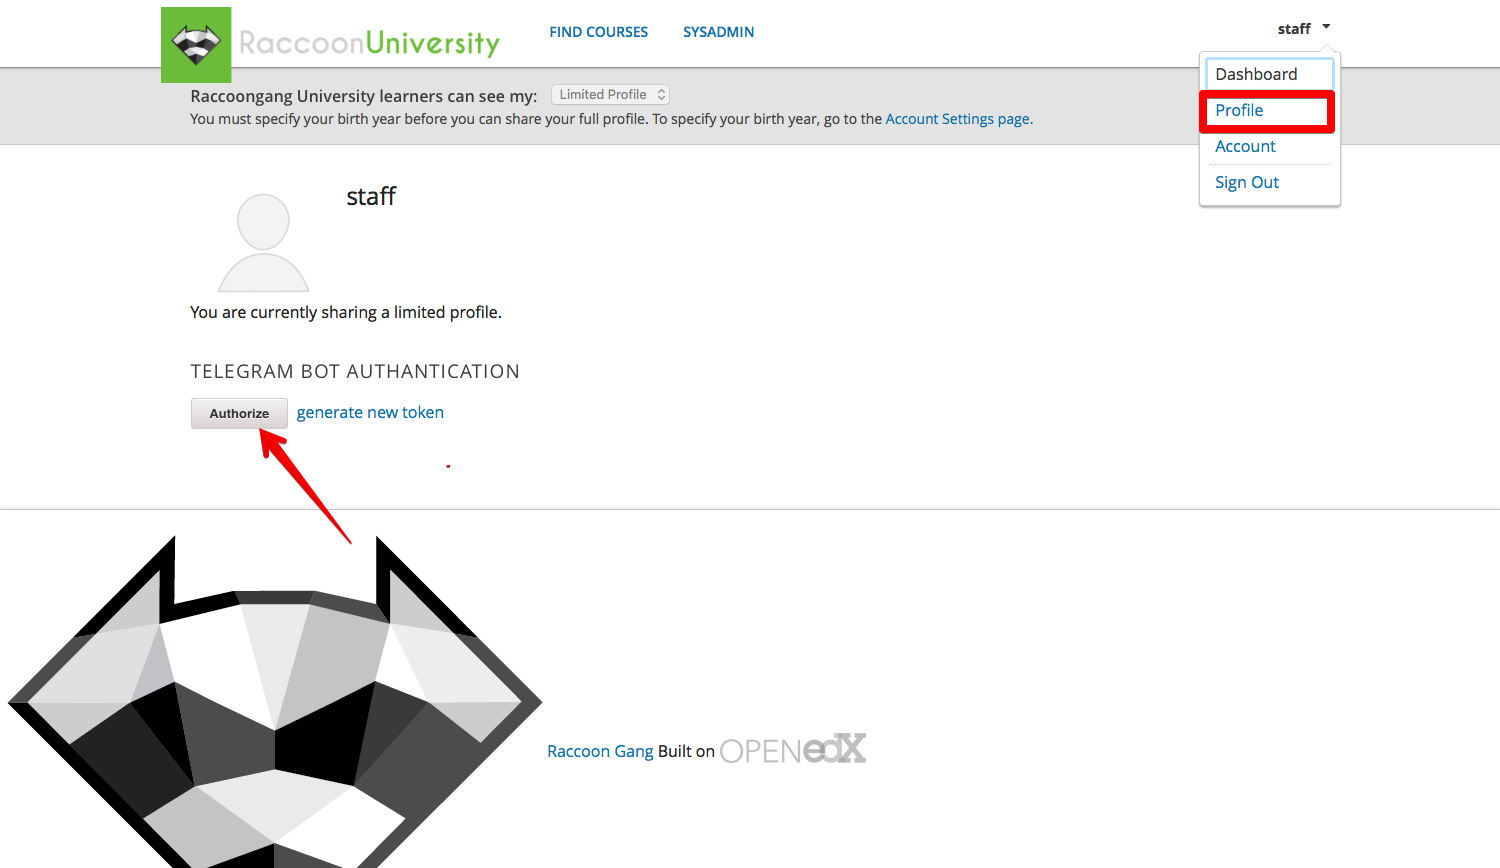 RaccoonUniversity
FIND COURSES
SYSADMIN
staff
Dashboard
Profile
Account
Sign Out
Raccoongang University learners can see my:
Limited Profile
You must specify your birth year before you can share your full profile. To specify your birth year, go to the Account Settings page.
staff
You are currently sharing a limited profile.
TELEGRAM BOT AUTHANTICATION
Authorize
generate new token
Raccoon Gang Built on OPENedX